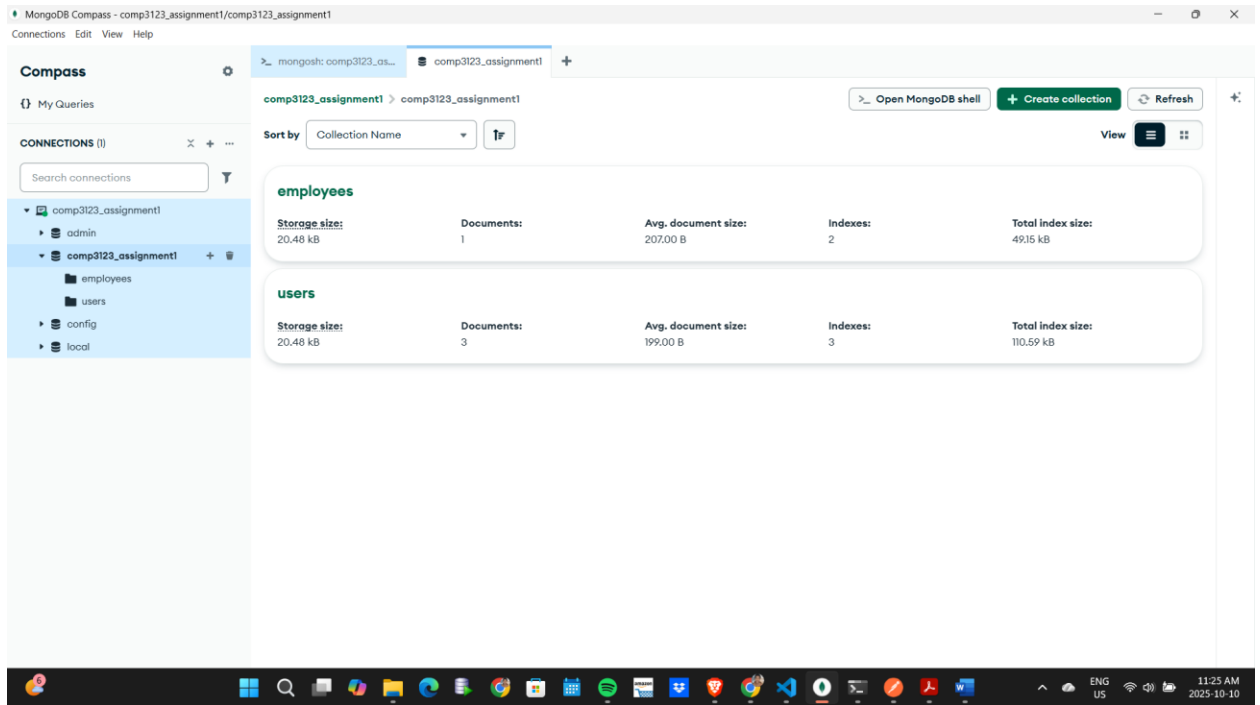 MongoDB Compass - comp3123_assignment1/comp3123_assignment1
Connections Edit View Help
Compass
{} My Queries
CONNECTIONS (1)
Search connections
comp3123_assignment1
admin
comp3123_assignment1
employees
users
config
local
>_ mongosh: comp3123_as...
comp3123_assignment1
comp3123_assignment1 > comp3123_assignment1
>_ Open MongoDB shell
+ Create collection
Refresh
Sort by Collection Name
View
employees
Storage size: Documents: Avg. document size: Indexes: Total index size:
20.48 kB 1 207.00 B 2 49.15 kB
users
Storage size: Documents: Avg. document size: Indexes: Total index size:
20.48 kB 3 199.00 B 3 110.59 kB
6
amazon
ENG
US
11:25 AM
2025-10-10